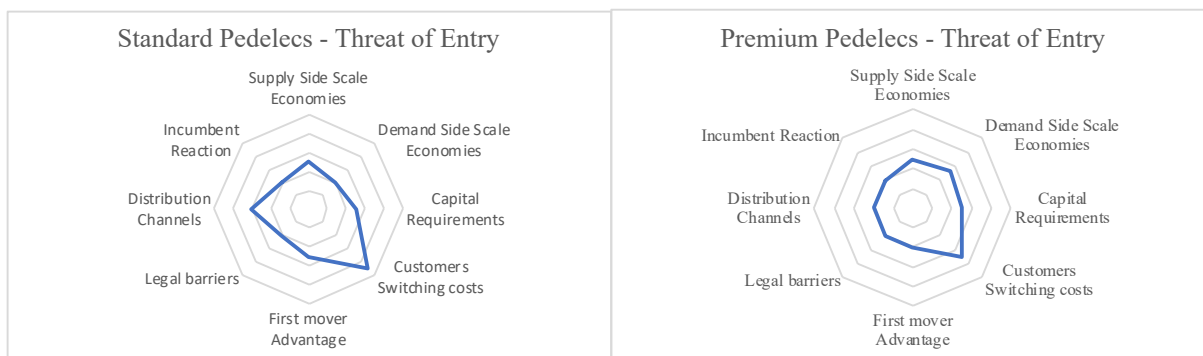 Standard Pedelecs - Threat of Entry
Supply Side Scale
Economies
Demand Side Scale
Economies
Capital
Requirements
Customers
Switching costs
First mover
Advantage
Legal barriers
Distribution
Channels
Incumbent
Reaction
Premium Pedelecs - Threat of Entry
Supply Side Scale
Economies
Demand Side Scale
Economies
Capital
Requirements
Customers
Switching costs
First mover
Advantage
Legal barriers
Distribution
Channels
Incumbent Reaction